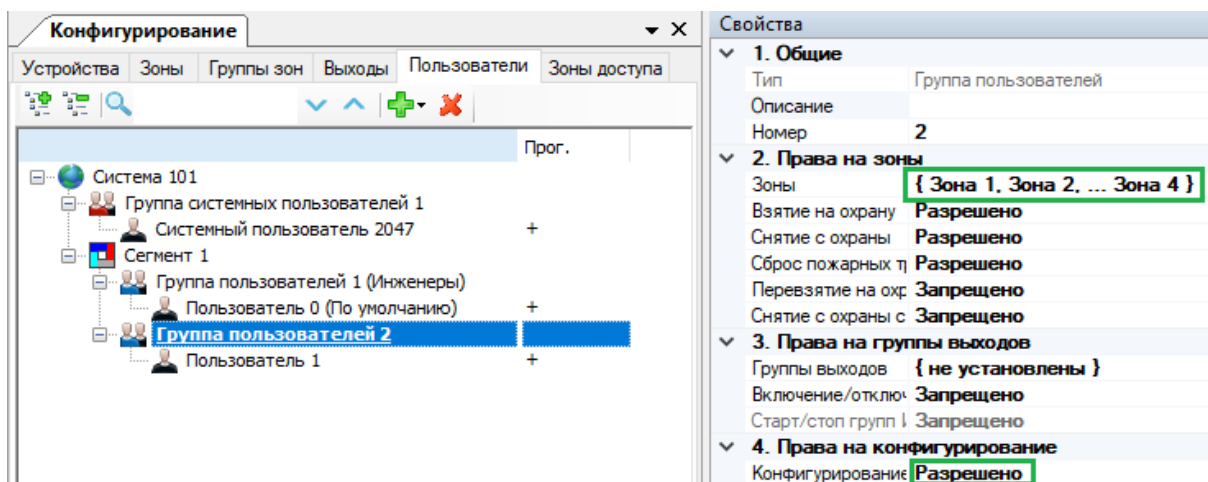 Конфигурирование
Устройства Зоны Группы зон Выходы Пользователи Зоны доступа
Прог.
Система 101
Группа системных пользователей 1
Системный пользователь 2047 +
Сегмент 1
Группа пользователей 1 (Инженеры)
Пользователь 0 (По умолчанию) +
Группа пользователей 2
Пользователь 1 +
Свойства
1. Общие
Тип Группа пользователей
Описание
Номер 2
2. Права на зоны
Зоны { Зона 1, Зона 2, ... Зона 4 }
Взятие на охрану Разрешено
Снятие с охраны Разрешено
Сброс пожарных т Разрешено
Перевзятие на охр Запрещено
Снятие с охраны с Запрещено
3. Права на группы выходов
Группы выходов { не установлены }
Включение/отклю Запрещено
Старт/стоп групп Запрещено
4. Права на конфигурирование
Конфигурирование Разрешено